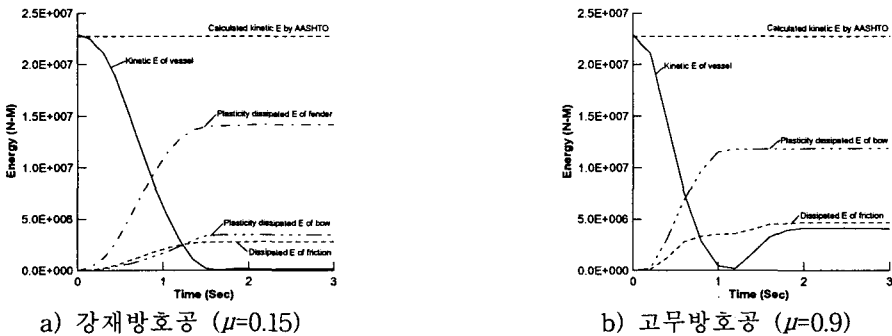 Calculated kinetic E by AASHTO
Kinetic E of vessel
Plasticity dissipated E of fender
Plasticity dissipated E of bow
Dissipated E of friction
Energy (N-M)
2.5E+007
2.0E+007
1.5E+007
1.0E+007
5.0E+006
0.0E+000
0 1 2 3
Time (Sec)
a) 강재방호공 (μ=0.15)
Calculated kinetic E by AASHTO
Kinetic E of vessel
Plasticity dissipated E of bow
Dissipated E of friction
Energy (N-M)
2.5E+007
2.0E+007
1.5E+007
1.0E+007
5.0E+006
0.0E+000
0 1 2 3
Time (Sec)
b) 고무방호공 (μ=0.9)